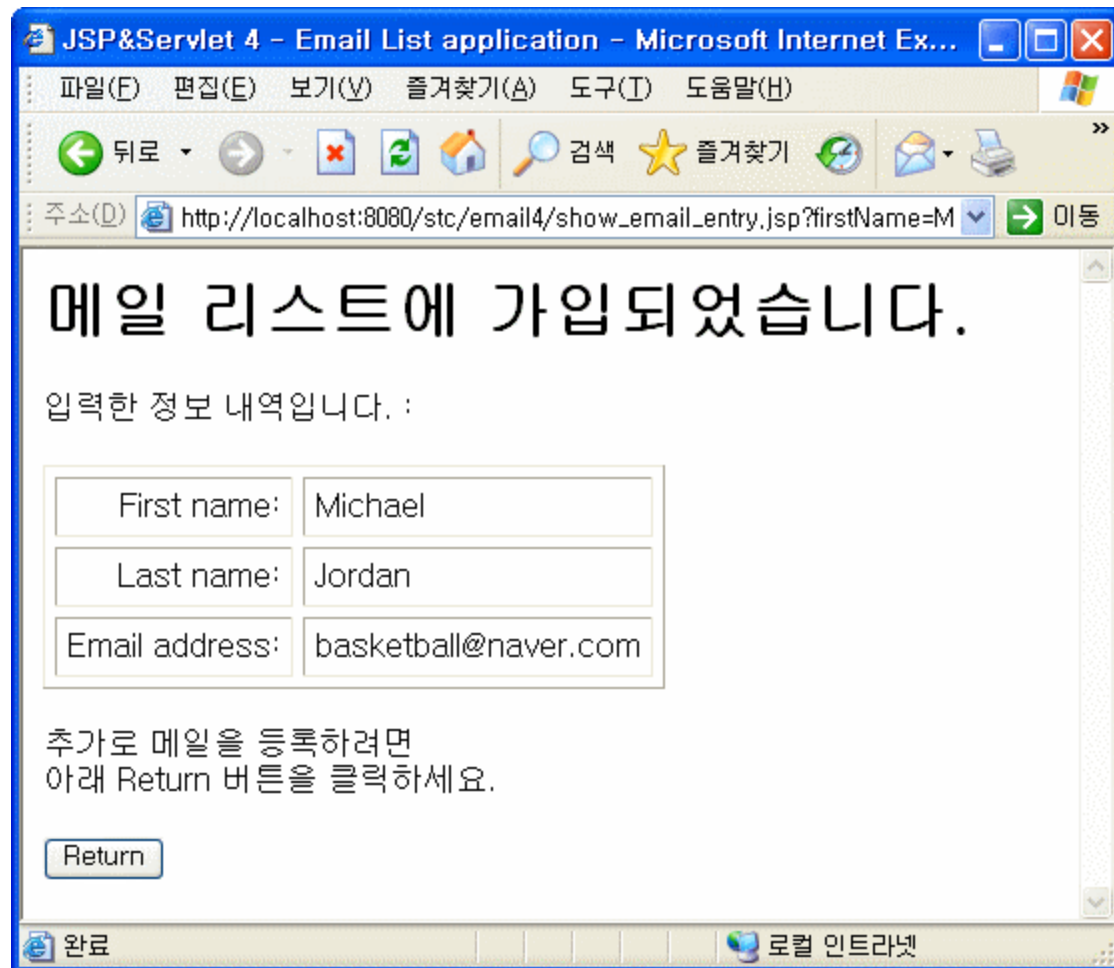 JSP&Servlet 4 - Email List application - Microsoft Internet Ex...
파일(F) 편집(E) 보기(V) 즐겨찾기(A) 도구(T) 도움말(H)
뒤로 검색 즐겨찾기 »
주소(D) http://localhost:8080/stc/email4/show_email_entry.jsp?firstName=M 이동
메일 리스트에 가입되었습니다.
입력한 정보 내역입니다. :
First name: Michael
Last name: Jordan
Email address: basketball@naver.com
추가로 메일을 등록하려면
아래 Return 버튼을 클릭하세요.
Return
완료 로컬 인트라넷